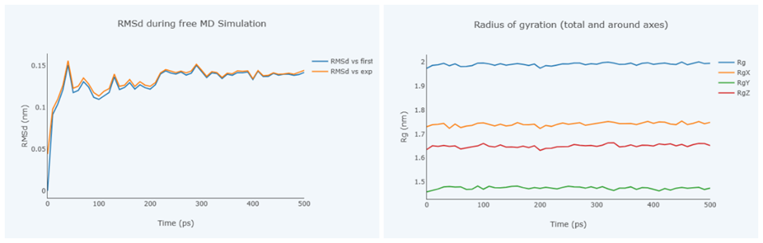 RMSd during free MD Simulation
RMSd (nm)
0.15
0.1
0.05
0
0
100
200
300
400
500
Time (ps)
RMSd vs first
RMSd vs exp
Radius of gyration (total and around axes)
Rg (nm)
2
1.9
1.8
1.7
1.6
1.5
0
100
200
300
400
500
Time (ps)
Rg
RgX
RgY
RgZ